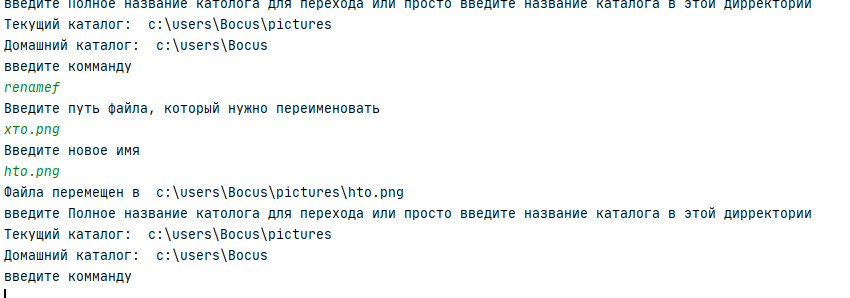 введите Полное название католога для перехода или просто введите название каталога в этой дирректории
Текущий каталог:  c:\users\Bocus\pictures
Домашний каталог:  c:\users\Bocus
введите комманду
renamef
Введите путь файла, который нужно переименовать
хто.png
Введите новое имя
hto.png
Файла перемещен в  c:\users\Bocus\pictures\hto.png
введите Полное название католога для перехода или просто введите название каталога в этой дирректории
Текущий каталог:  c:\users\Bocus\pictures
Домашний каталог:  c:\users\Bocus
введите комманду